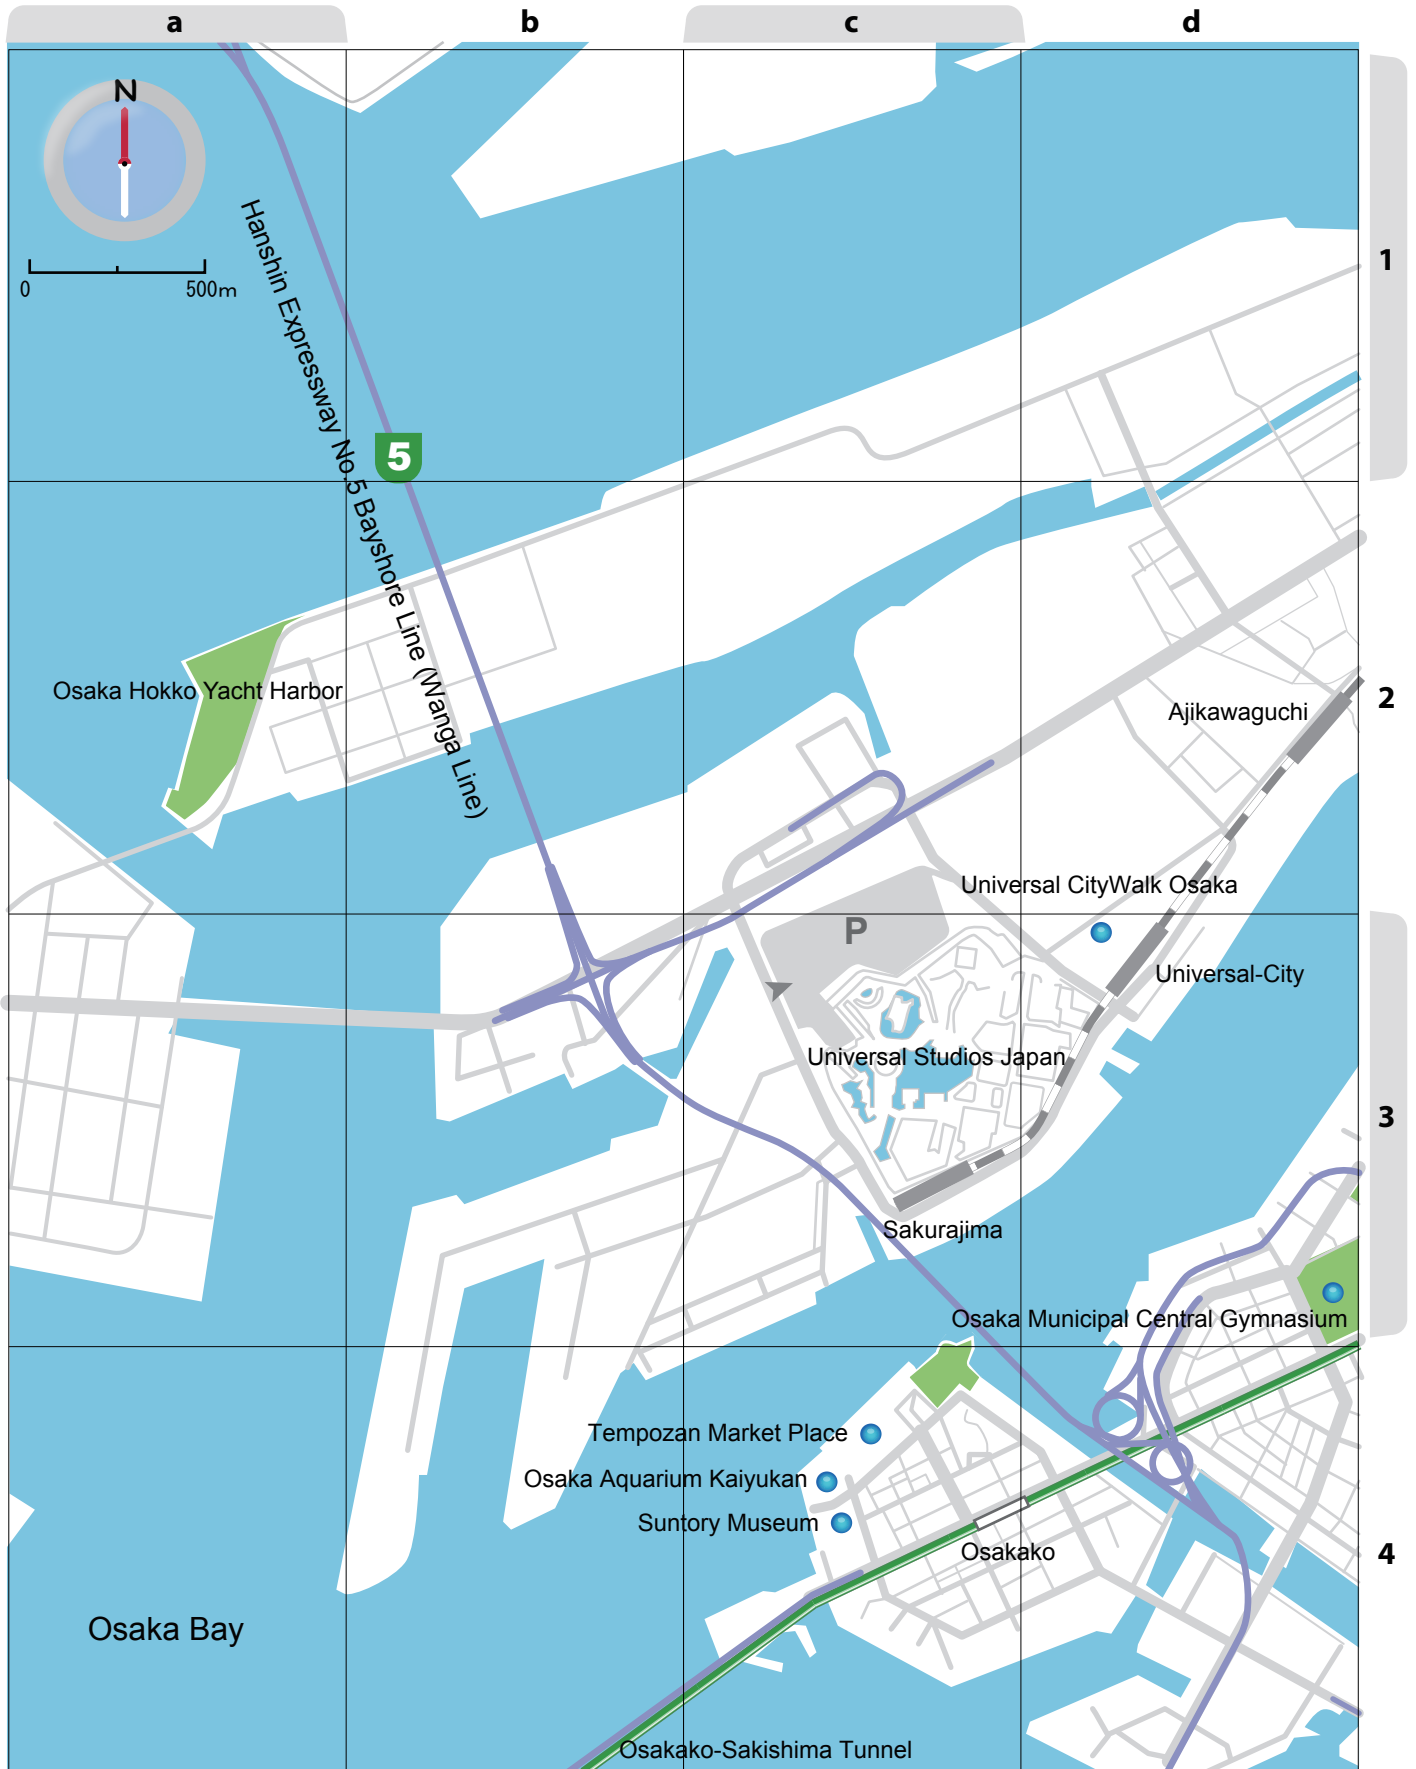 a b c d
N
0 500m
1
Hanshin Expressway No.5 Bayshore Line (Wanga Line)
5
Osaka Hokko Yacht Harbor
2
Ajikawaguchi
Universal CityWalk Osaka
P
Universal-City
Universal Studios Japan
3
Sakurajima
Osaka Municipal Central Gymnasium
Tempozan Market Place
Osaka Aquarium Kaiyukan
Suntory Museum
Osakako
4
Osaka Bay
Osakako-Sakishima Tunnel